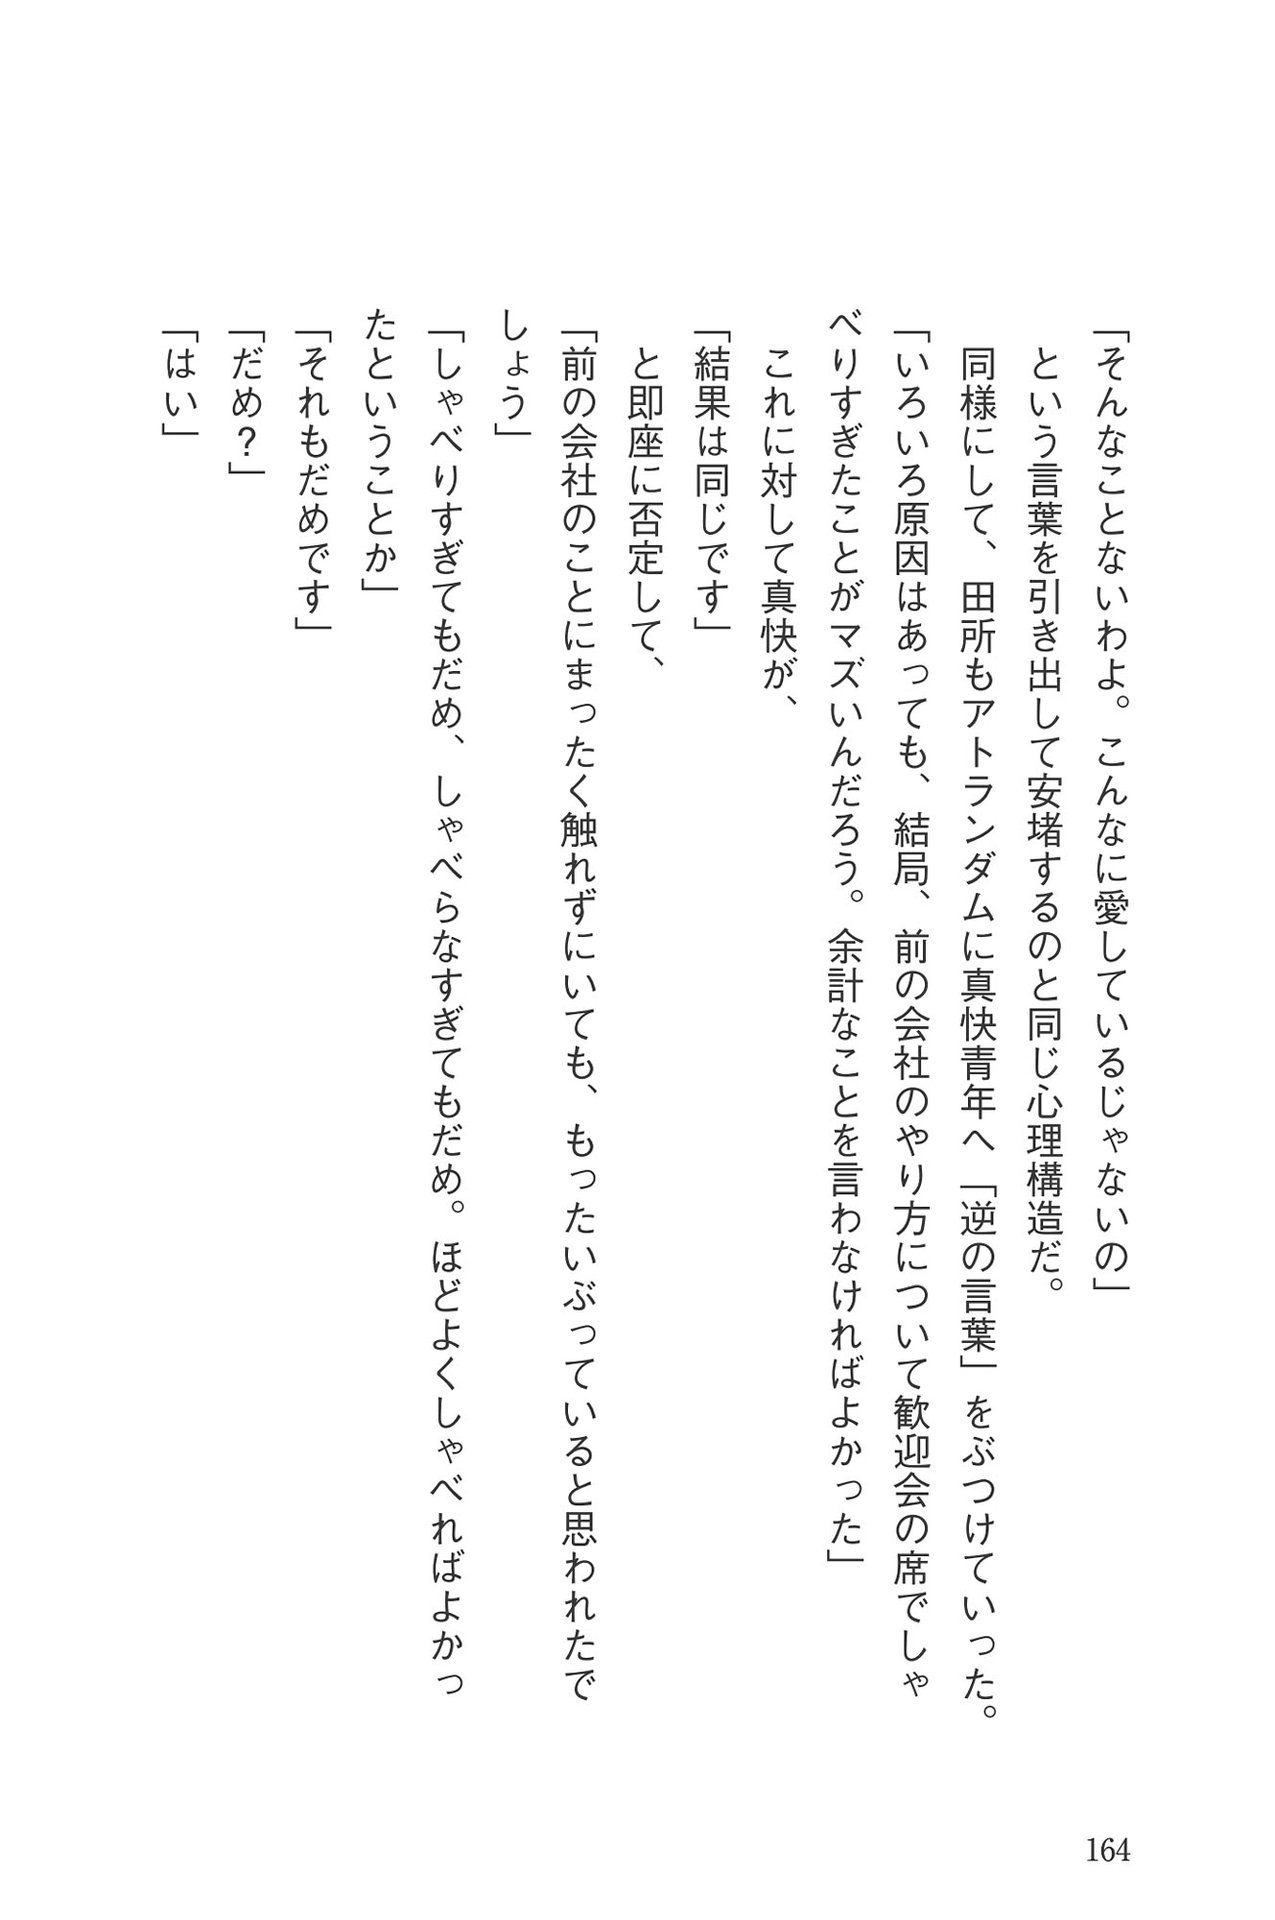 「そんなことないわよ。こんなに愛しているじゃないの」
という言葉を引き出して安堵するのと同じ心理構造だ。
同様にして、田所もアトランダムに真快青年へ「逆の言葉」をぶつけていった。
「いろいろ原因はあっても、結局、前の会社のやり方について歓迎会の席でしゃ
べりすぎたことがマズいんだろう。余計なことを言わなければよかった」
これに対して真快が、
「結果は同じです」
と即座に否定して、
「前の会社のことにまったく触れずにいても、もったいぶっていると思われたで
しょう」
「しゃべりすぎてもだめ、しゃべらなすぎてもだめ。ほどよくしゃべればよかっ
たということか」
「それもだめです」
「だめ？」
「はい」
164